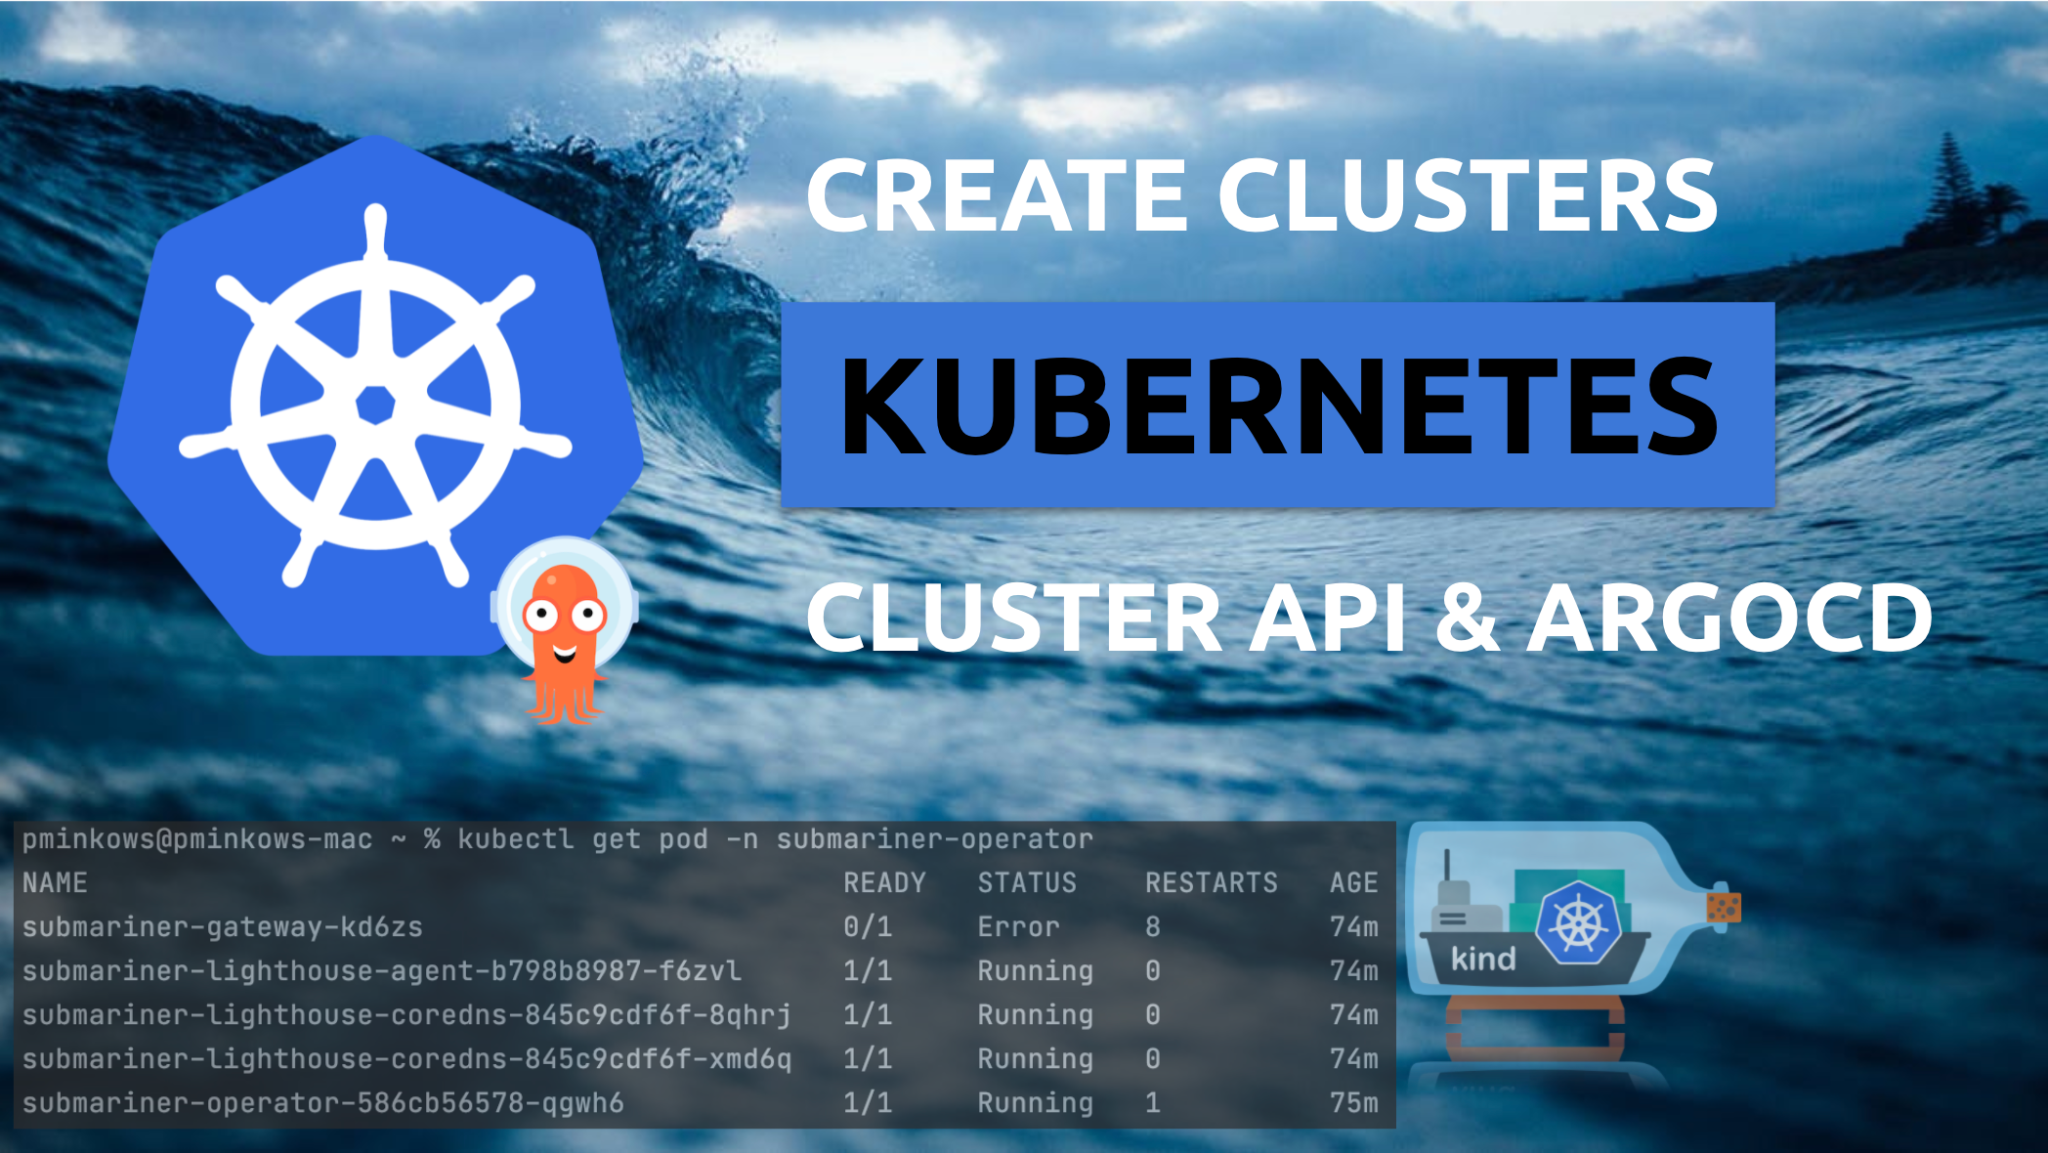 CREATE CLUSTERS
KUBERNETES
CLUSTER API & ARGOCD
pminkows@pminkows-mac ~ % kubectl get pod -n submariner-operator
NAME READY STATUS RESTARTS AGE
submariner-gateway-kd6zs 0/1 Error 8 74m
submariner-lighthouse-agent-b798b8987-f6zvl 1/1 Running 0 74m
submariner-lighthouse-coredns-845c9cdf6f-8qhrj 1/1 Running 0 74m
submariner-lighthouse-coredns-845c9cdf6f-xmd6q 1/1 Running 0 74m
submariner-operator-586cb56578-qgwh6 1/1 Running 1 75m
kind